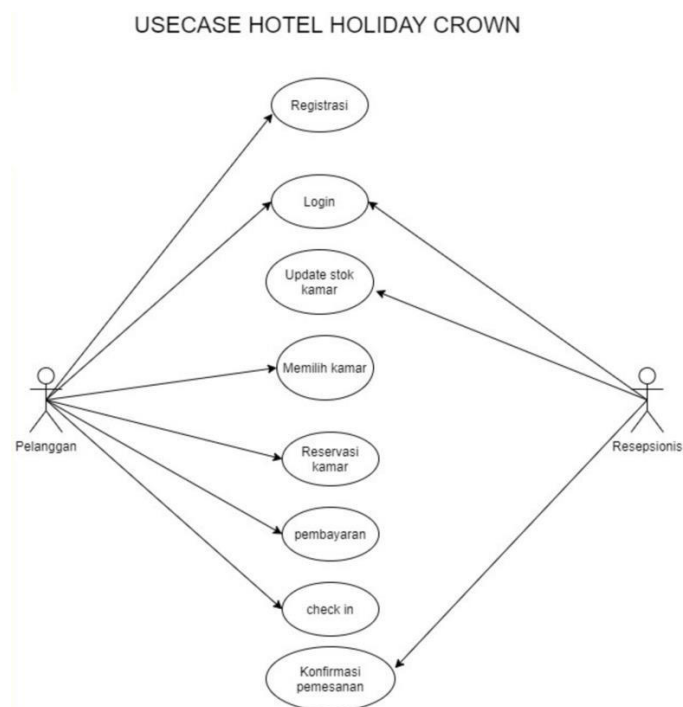 USECASE HOTEL HOLIDAY CROWN
Registrasi
Login
Update stok
kamar
Memilih kamar
Pelanggan
Resepsionis
Reservasi
kamar
pembayaran
check in
Konfirmasi
pemesanan